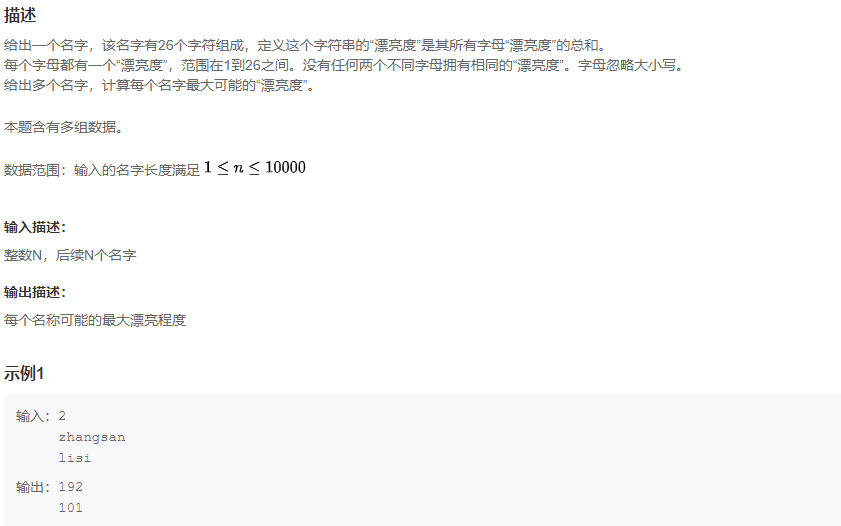 描述
给出一个名字，该名字有26个字符组成，定义这个字符串的“漂亮度”是其所有字母“漂亮度”的总和。
每个字母都有一个“漂亮度”，范围在1到26之间。没有任何两个不同字母拥有相同的“漂亮度”。字母忽略大小写。
给出多个名字，计算每个名字最大可能的“漂亮度”。
本题含有多组数据。
数据范围：输入的名字长度满足 1 ≤ n ≤ 10000
输入描述：
整数N，后续N个名字
输出描述：
每个名称可能的最大漂亮程度
示例1
输入：2
zhangsan
lisi
输出：192
101